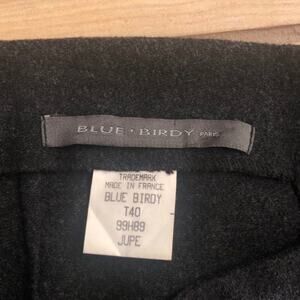 BLUE • BIRDY PARIS
TRADEMARK
MADE IN FRANCE
BLUE BIRDY
T40
99H89
JUPE